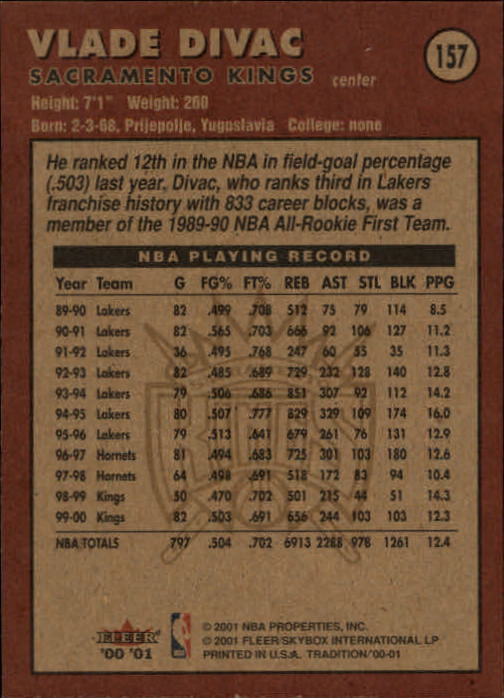 VLADE DIVAC
157
SACRAMENTO KINGS center
Height: 7'1" Weight: 260
Born: 2-3-68, Prijepolje, Yugoslavia College: none
He ranked 12th in the NBA in field-goal percentage
(.503) last year. Divac, who ranks third in Lakers
franchise history with 833 career blocks, was a
member of the 1989-90 NBA All-Rookie First Team.
NBA PLAYING RECORD
Year Team G FG% FT% REB AST STL BLK PPG
89-90 Lakers 82 .499 .708 512 75 79 114 8.5
90-91 Lakers 82 .565 .703 666 92 106 127 11.2
91-92 Lakers 36 .495 .768 247 60 55 35 11.3
92-93 Lakers 82 .485 .689 729 232 128 140 12.8
93-94 Lakers 79 .506 .686 851 307 92 112 14.2
94-95 Lakers 80 .507 .777 829 329 109 174 16.0
95-96 Lakers 79 .513 .641 679 261 76 131 12.9
96-97 Hornets 81 .494 .683 725 301 103 180 12.6
97-98 Hornets 64 .498 .691 518 172 83 94 10.4
98-99 Kings 50 .470 .702 501 215 44 51 14.3
99-00 Kings 82 .503 .691 656 244 103 103 12.3
NBA TOTALS 797 .504 .702 6913 2288 978 1261 12.4
FLEER
'00 '01
© 2001 NBA PROPERTIES, INC.
© 2001 FLEER/SKYBOX INTERNATIONAL LP
PRINTED IN U.S.A. TRADITION/'00-01